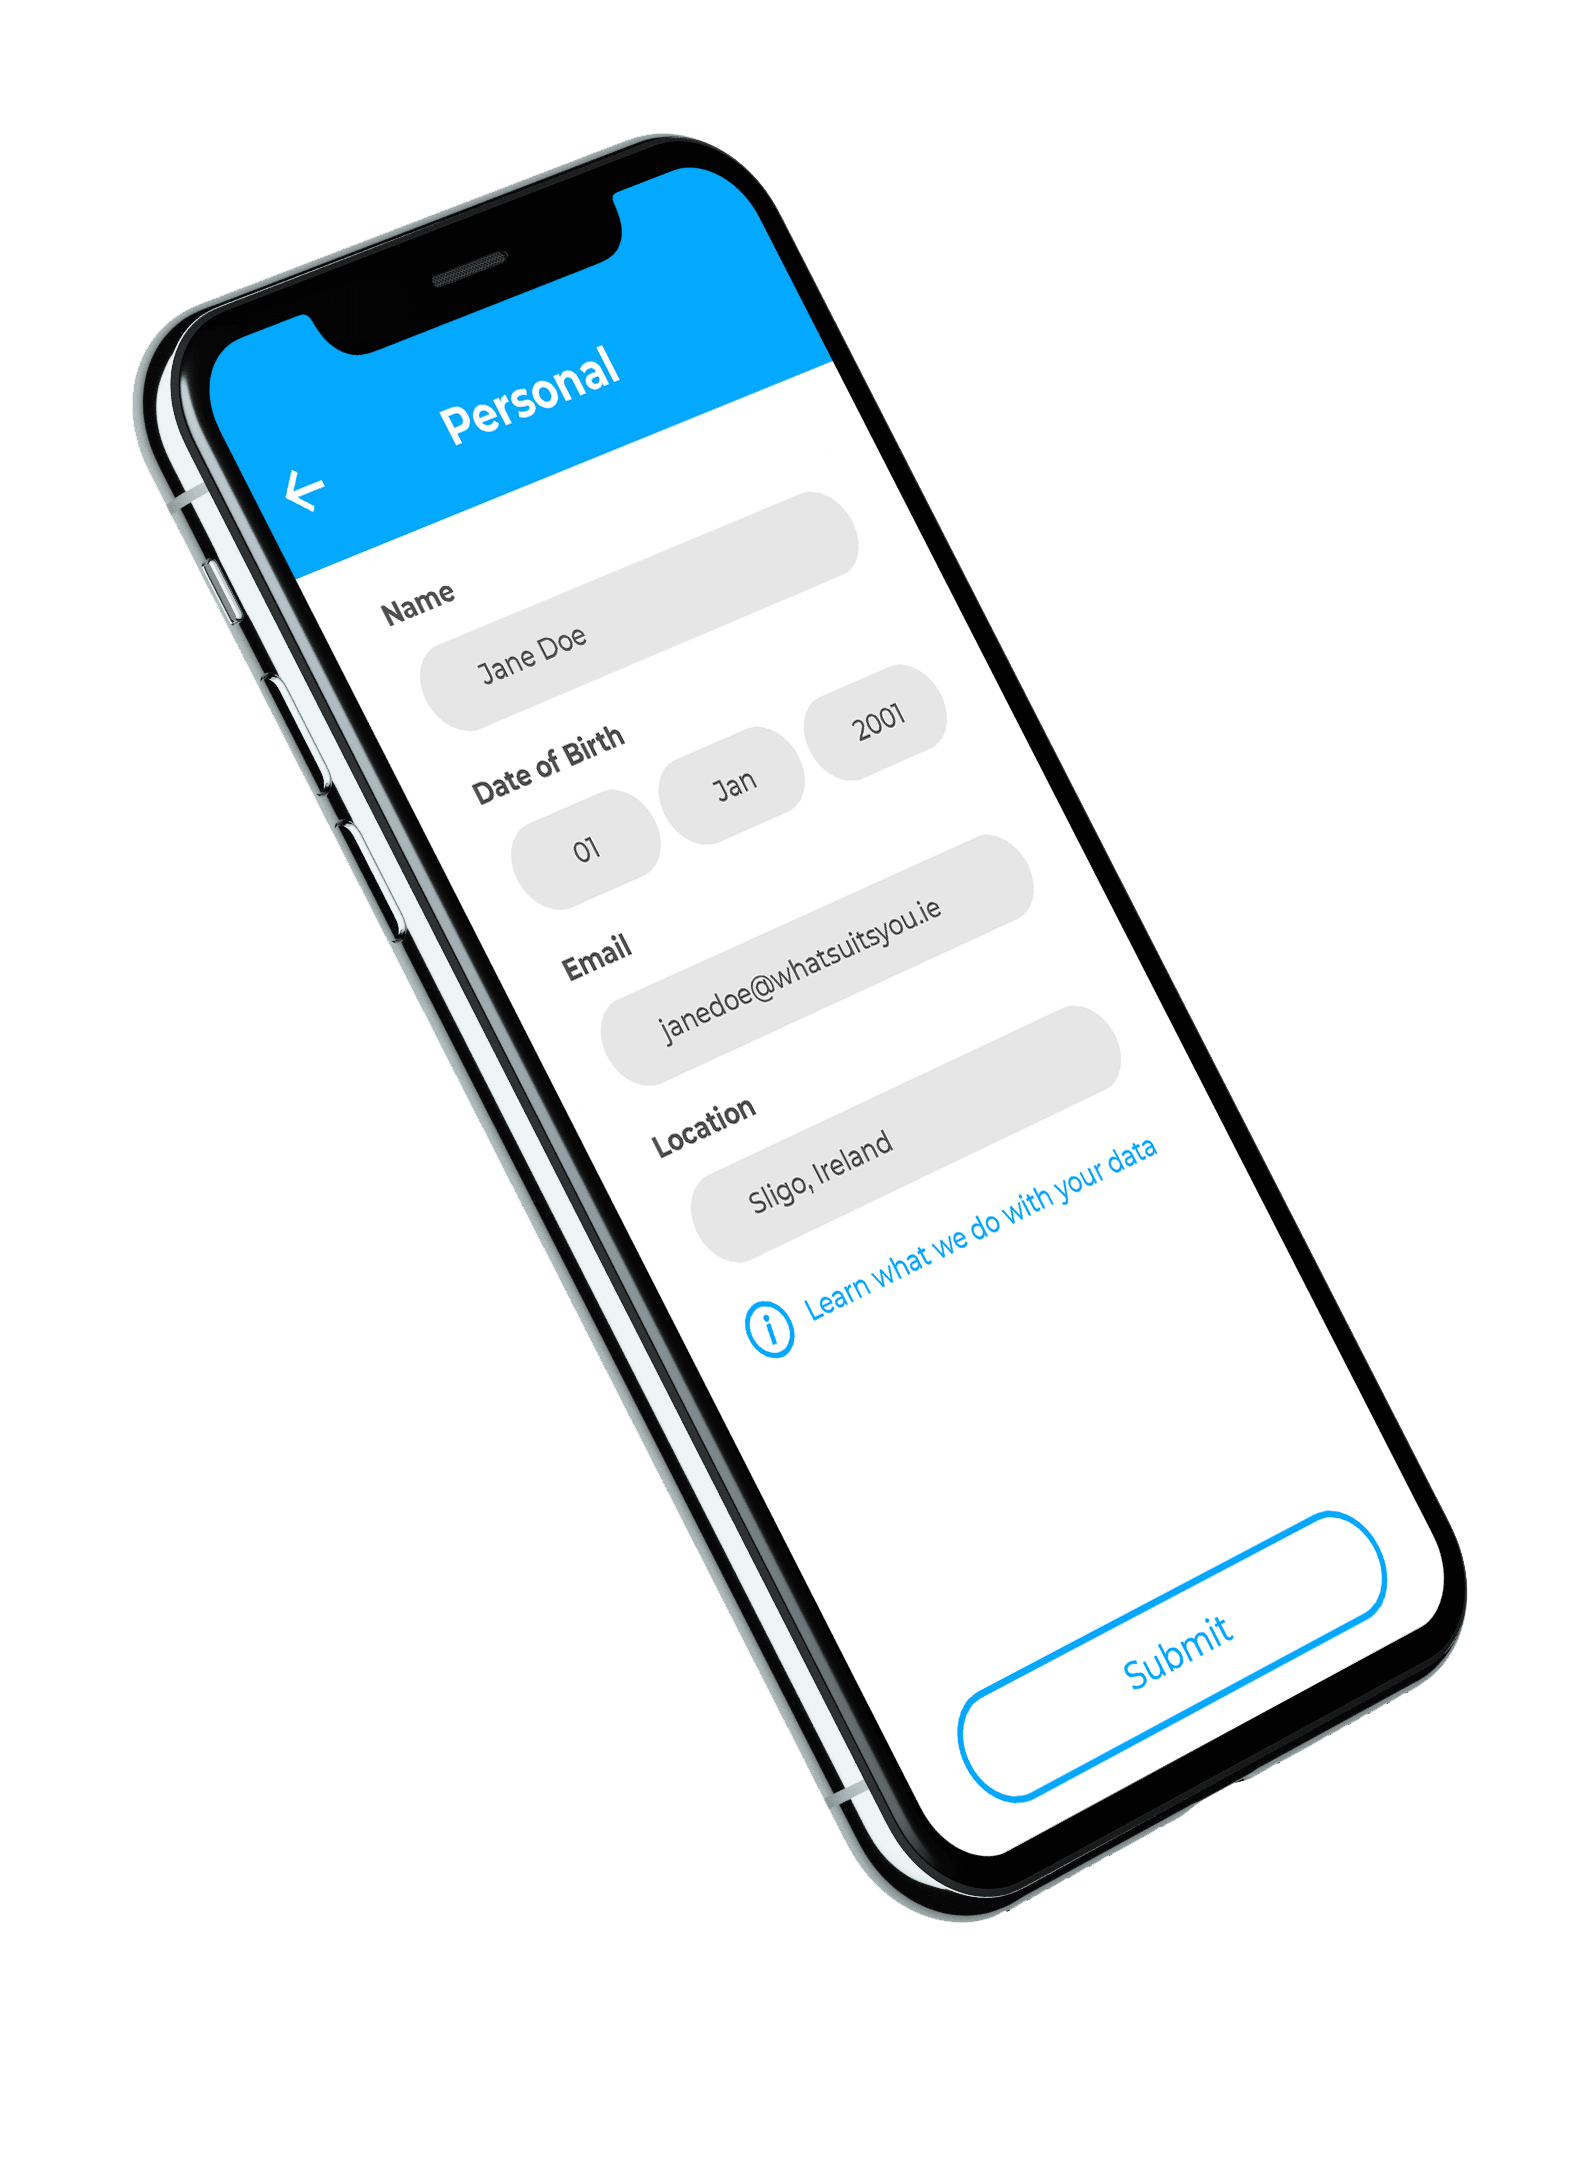 Personal
Name
Jane Doe
Date of Birth
01 Jan 2001
Email
janedoe@whatsuitsyou.ie
Location
Sligo, Ireland
Learn what we do with your data
Submit